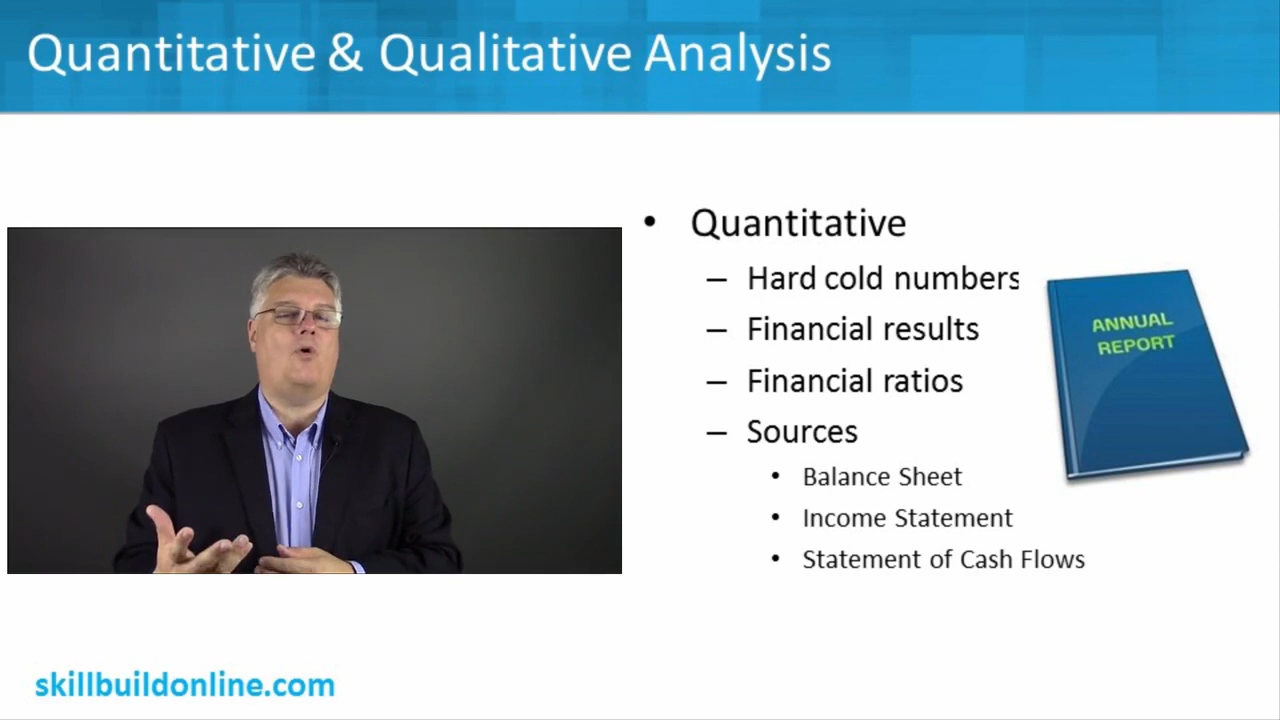 Quantitative & Qualitative Analysis
• Quantitative
– Hard cold numbers
– Financial results
– Financial ratios
– Sources
• Balance Sheet
• Income Statement
• Statement of Cash Flows
ANNUAL
REPORT
skillbuildonline.com